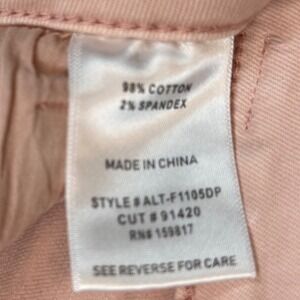 98% COTTON
2% SPANDEX
MADE IN CHINA
STYLE # ALT-F1105DP
CUT # 91420
RN# 159817
SEE REVERSE FOR CARE